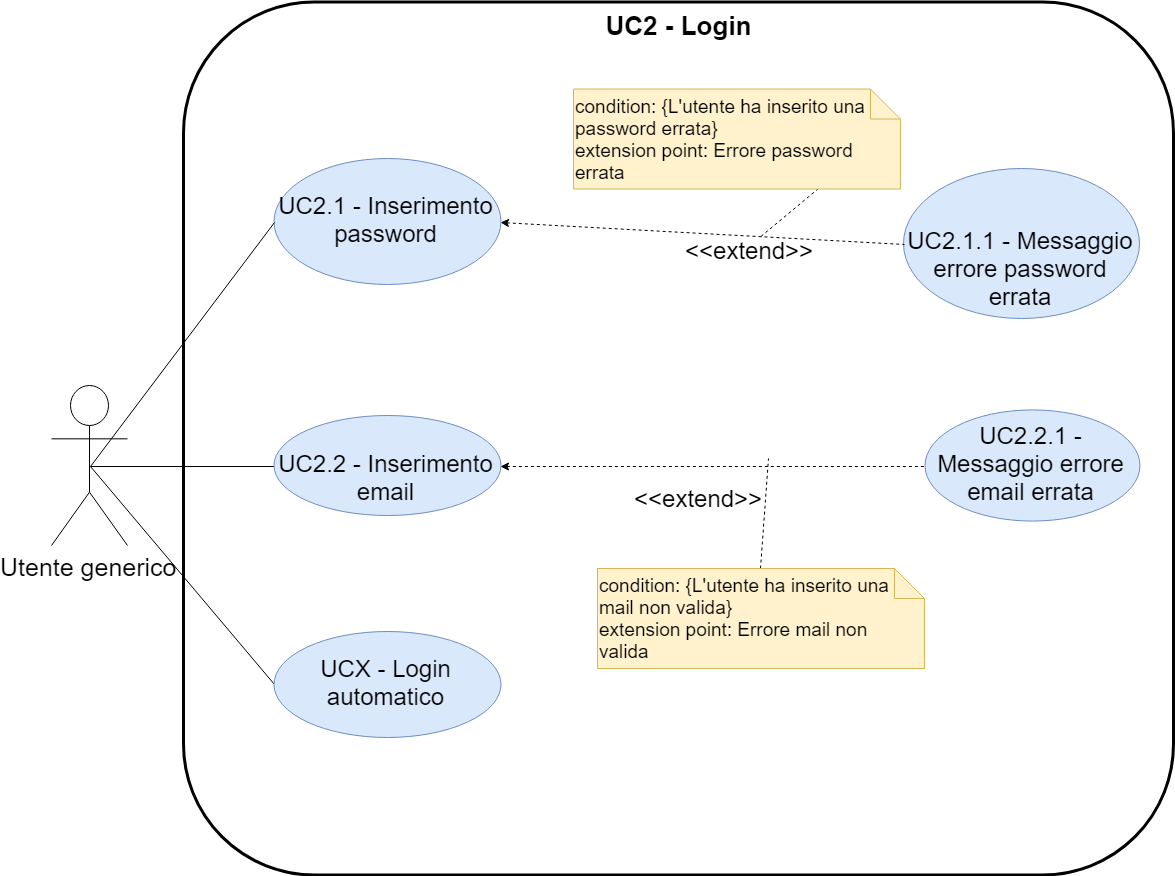 UC2 - Login
condition: {L'utente ha inserito una
password errata}
extension point: Errore password
errata
UC2.1 - Inserimento
password
<<extend>>
UC2.1.1 - Messaggio
errore password
errata
Utente generico
UC2.2 - Inserimento
email
<<extend>>
UC2.2.1 -
Messaggio errore
email errata
condition: {L'utente ha inserito una
mail non valida}
extension point: Errore mail non
valida
UCX - Login
automatico